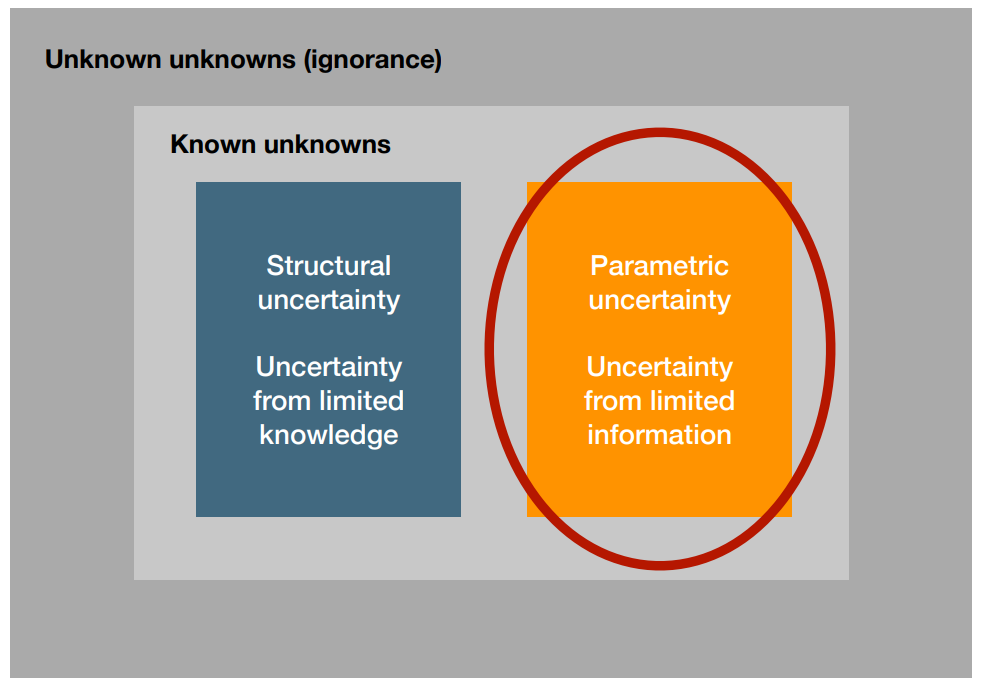 Unknown unknowns (ignorance)
Known unknowns
Structural
uncertainty
Uncertainty
from limited
knowledge
Parametric
uncertainty
Uncertainty
from limited
information